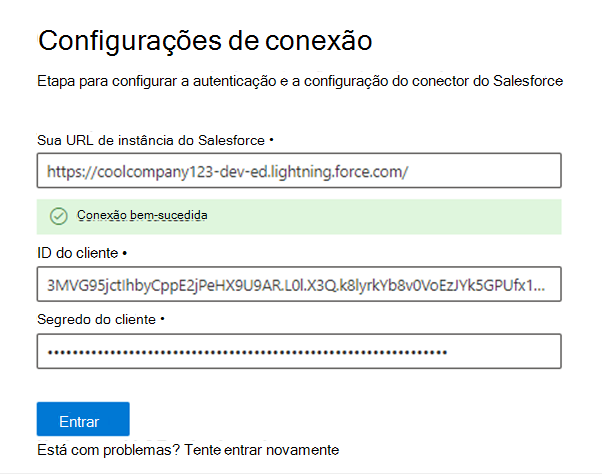 Configurações de conexão
Etapa para configurar a autenticação e a configuração do conector do Salesforce
Sua URL de instância do Salesforce •
https://coolcompany123-dev-ed.lightning.force.com/
Conexão bem-sucedida
ID do cliente •
3MVG95jctIhbyCppE2jPeHX9U9AR.L0l.X3Q.k8lyrkYb8v0VoEzJYk5GPUfx1...
Segredo do cliente •
Entrar
Está com problemas? Tente entrar novamente